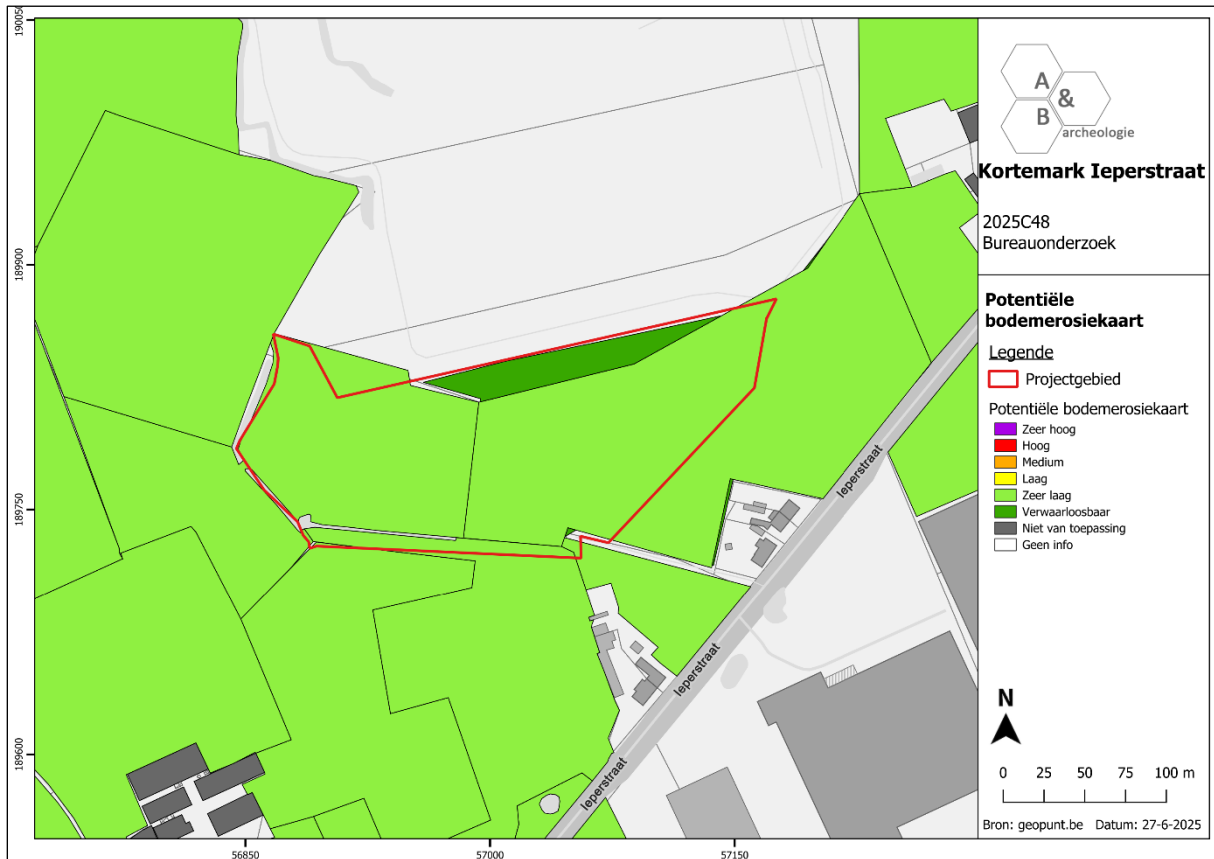 190050
189900
189750
189600
56850
57000
57150
Ieperstraat
Ieperstraat
Ieperstraat
A
&
B
archeologie
Kortemark Ieperstraat
2025C48
Bureauonderzoek
Potentiële
bodemerosiekaart
Legende
Projectgebied
Potentiële bodemerosiekaart
Zeer hoog
Hoog
Medium
Laag
Zeer laag
Verwaarloosbaar
Niet van toepassing
Geen info
N
0 25 50 75 100 m
Bron: geopunt.be Datum: 27-6-2025